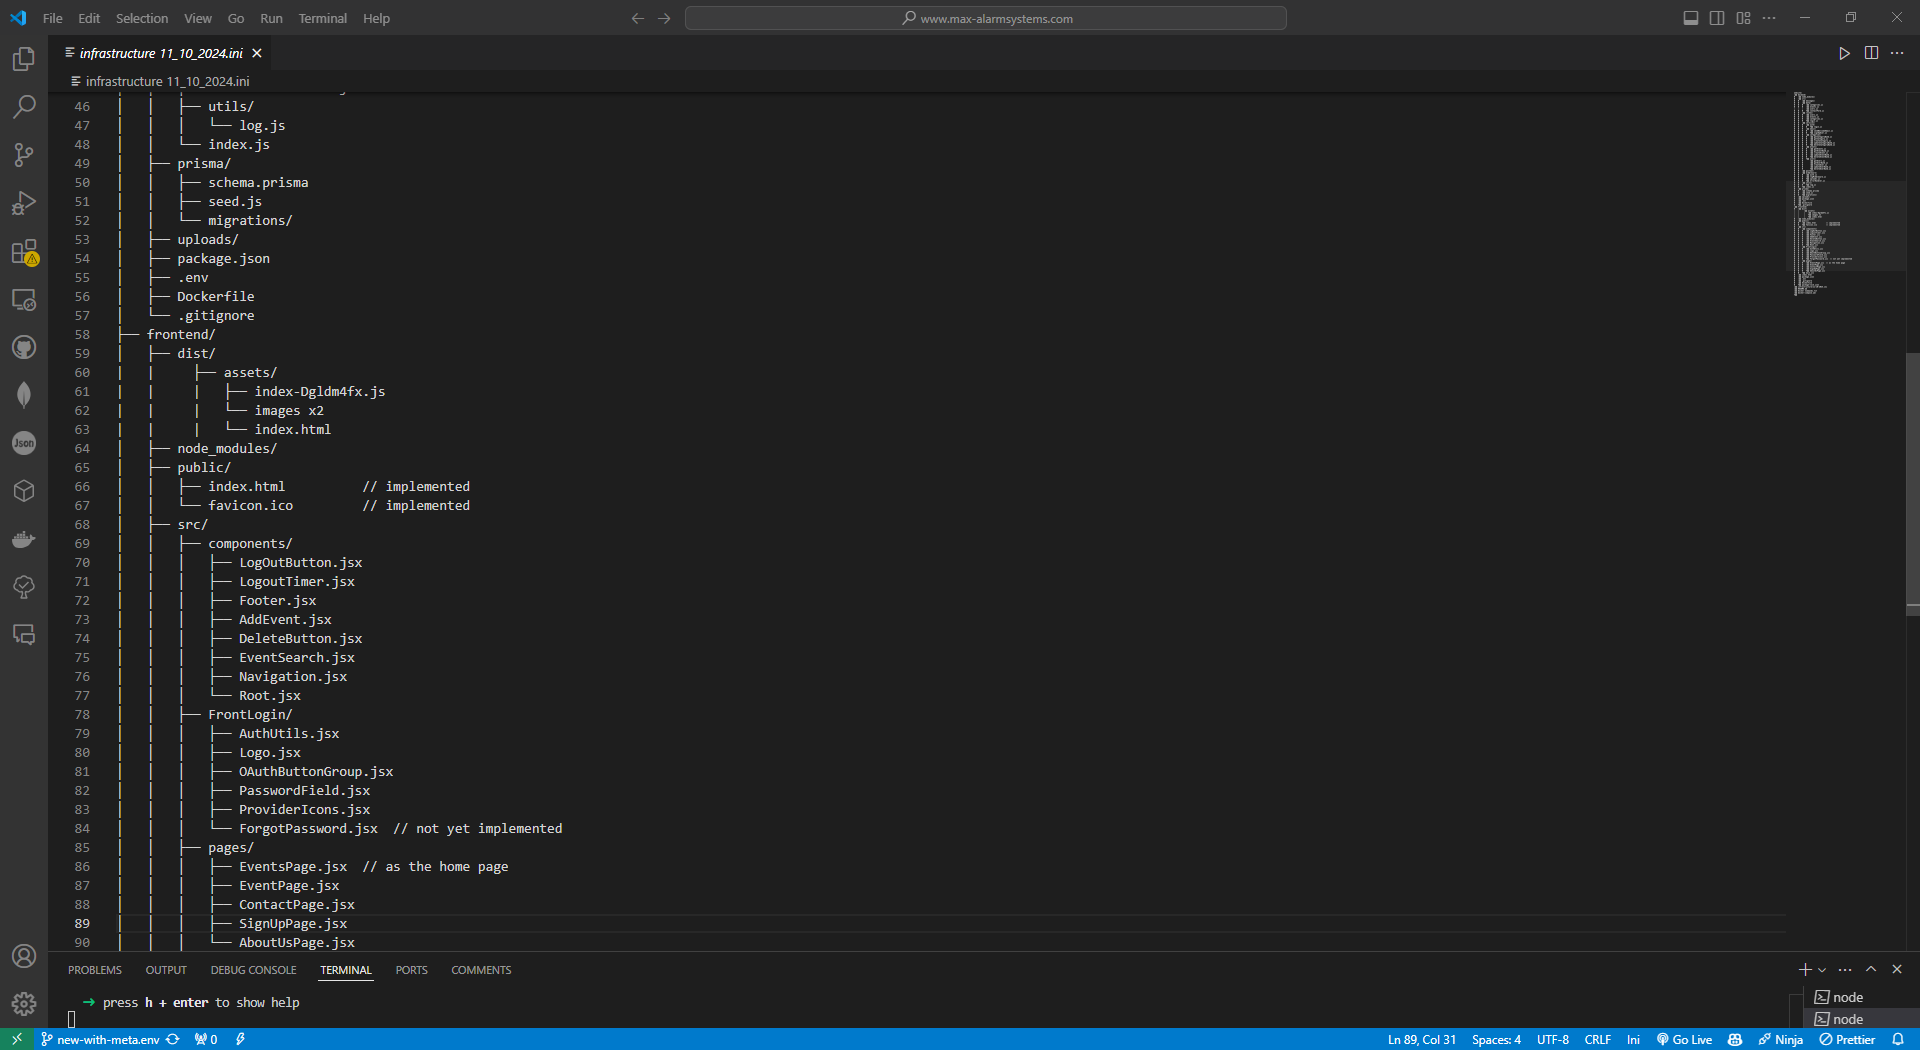 File Edit Selection View Go Run Terminal Help
www.max-alarmsystems.com
infrastructure 11_10_2024.ini
infrastructure 11_10_2024.ini
46 │ │ ├── utils/
47 │ │ │ └── log.js
48 │ │ └── index.js
49 │ ├── prisma/
50 │ │ ├── schema.prisma
51 │ │ ├── seed.js
52 │ │ └── migrations/
53 │ ├── uploads/
54 │ ├── package.json
55 │ ├── .env
56 │ ├── Dockerfile
57 │ └── .gitignore
58 ├── frontend/
59 │ ├── dist/
60 │ | ├── assets/
61 │ | | ├── index-Dgldm4fx.js
62 │ | | └── images x2
63 │ | | └── index.html
64 │ ├── node_modules/
65 │ ├── public/
66 │ │ ├── index.html // implemented
67 │ │ └── favicon.ico // implemented
68 │ ├── src/
69 │ │ ├── components/
70 │ │ │ ├── LogOutButton.jsx
71 │ │ │ ├── LogoutTimer.jsx
72 │ │ │ ├── Footer.jsx
73 │ │ │ ├── AddEvent.jsx
74 │ │ │ ├── DeleteButton.jsx
75 │ │ │ ├── EventSearch.jsx
76 │ │ │ ├── Navigation.jsx
77 │ │ │ └── Root.jsx
78 │ │ ├── FrontLogin/
79 │ │ │ ├── AuthUtils.jsx
80 │ │ │ ├── Logo.jsx
81 │ │ │ ├── OAuthButtonGroup.jsx
82 │ │ │ ├── PasswordField.jsx
83 │ │ │ ├── ProviderIcons.jsx
84 │ │ │ └── ForgotPassword.jsx // not yet implemented
85 │ │ ├── pages/
86 │ │ │ ├── EventsPage.jsx // as the home page
87 │ │ │ ├── EventPage.jsx
88 │ │ │ ├── ContactPage.jsx
89 │ │ │ ├── SignUpPage.jsx
90 │ │ │ └── AboutUsPage.jsx
PROBLEMS OUTPUT DEBUG CONSOLE TERMINAL PORTS COMMENTS
➜ press h + enter to show help
node
node
new-with-meta.env 0 Ln 89, Col 31 Spaces: 4 UTF-8 CRLF Ini Go Live Ninja Prettier
Json